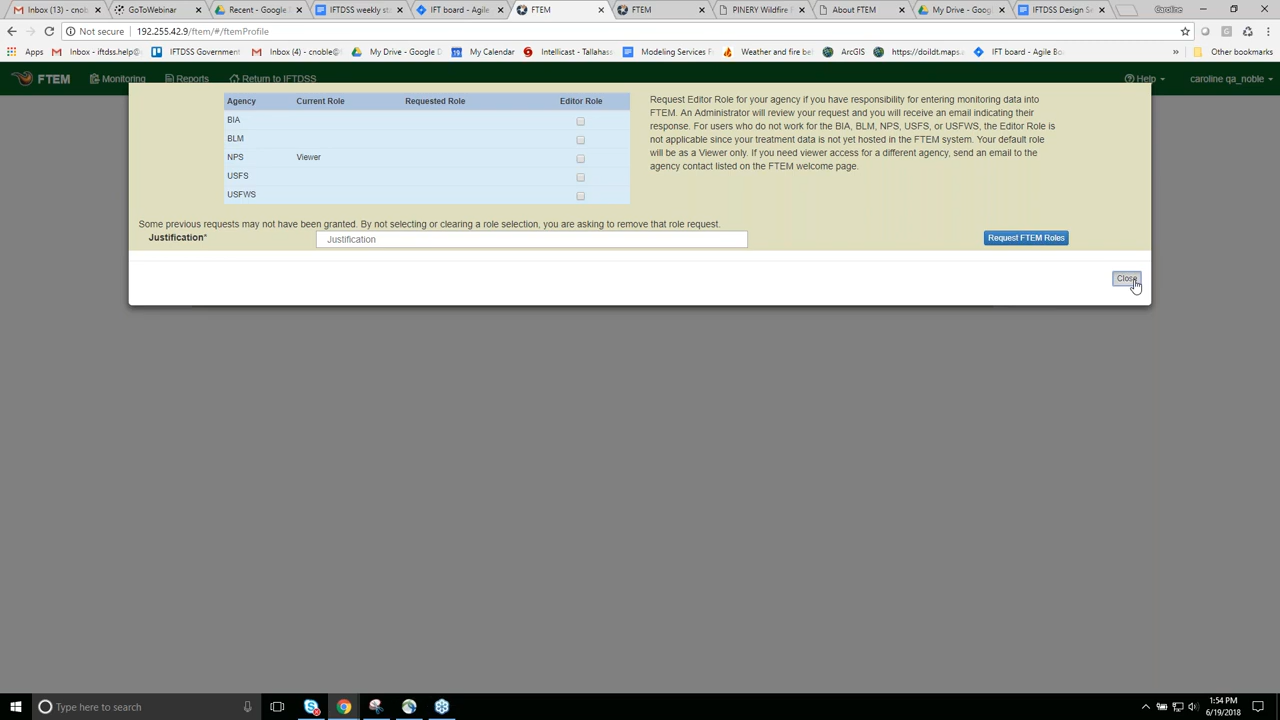 Inbox (13) - cnob
GoToWebinar
Recent - Google
IFTDSS weekly st
IFT board - Agile
FTEM
FTEM
PINERY Wildfire
About FTEM
My Drive - Goog
IFTDSS Design S
Caroline
Not secure 192.255.42.9/ftem/#/ftemProfile
Apps
Inbox - iftdss.help@
IFTDSS Government
Inbox (4) - cnoble@
My Drive - Google D
My Calendar
Intellicast - Tallahass
Modeling Services F
Weather and fire be
ArcGIS
https://doildt.maps.a
IFT board - Agile Bo
Other bookmarks
FTEM Monitoring Reports Return to IFTDSS Help caroline qa_noble
Agency Current Role Requested Role Editor Role
BIA
BLM
NPS Viewer
USFS
USFWS
Request Editor Role for your agency if you have responsibility for entering monitoring data into
FTEM. An Administrator will review your request and you will receive an email indicating their
response. For users who do not work for the BIA, BLM, NPS, USFS, or USFWS, the Editor Role is
not applicable since your treatment data is not yet hosted in the FTEM system. Your default role
will be as a Viewer only. If you need viewer access for a different agency, send an email to the
agency contact listed on the FTEM welcome page.
Some previous requests may not have been granted. By not selecting or clearing a role selection, you are asking to remove that role request.
Justification* Justification Request FTEM Roles
Close
Type here to search
1:54 PM
6/19/2018